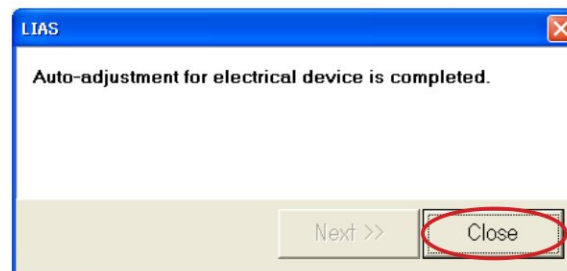 LIAS
Auto-adjustment for electrical device is completed.
Next >>
Close